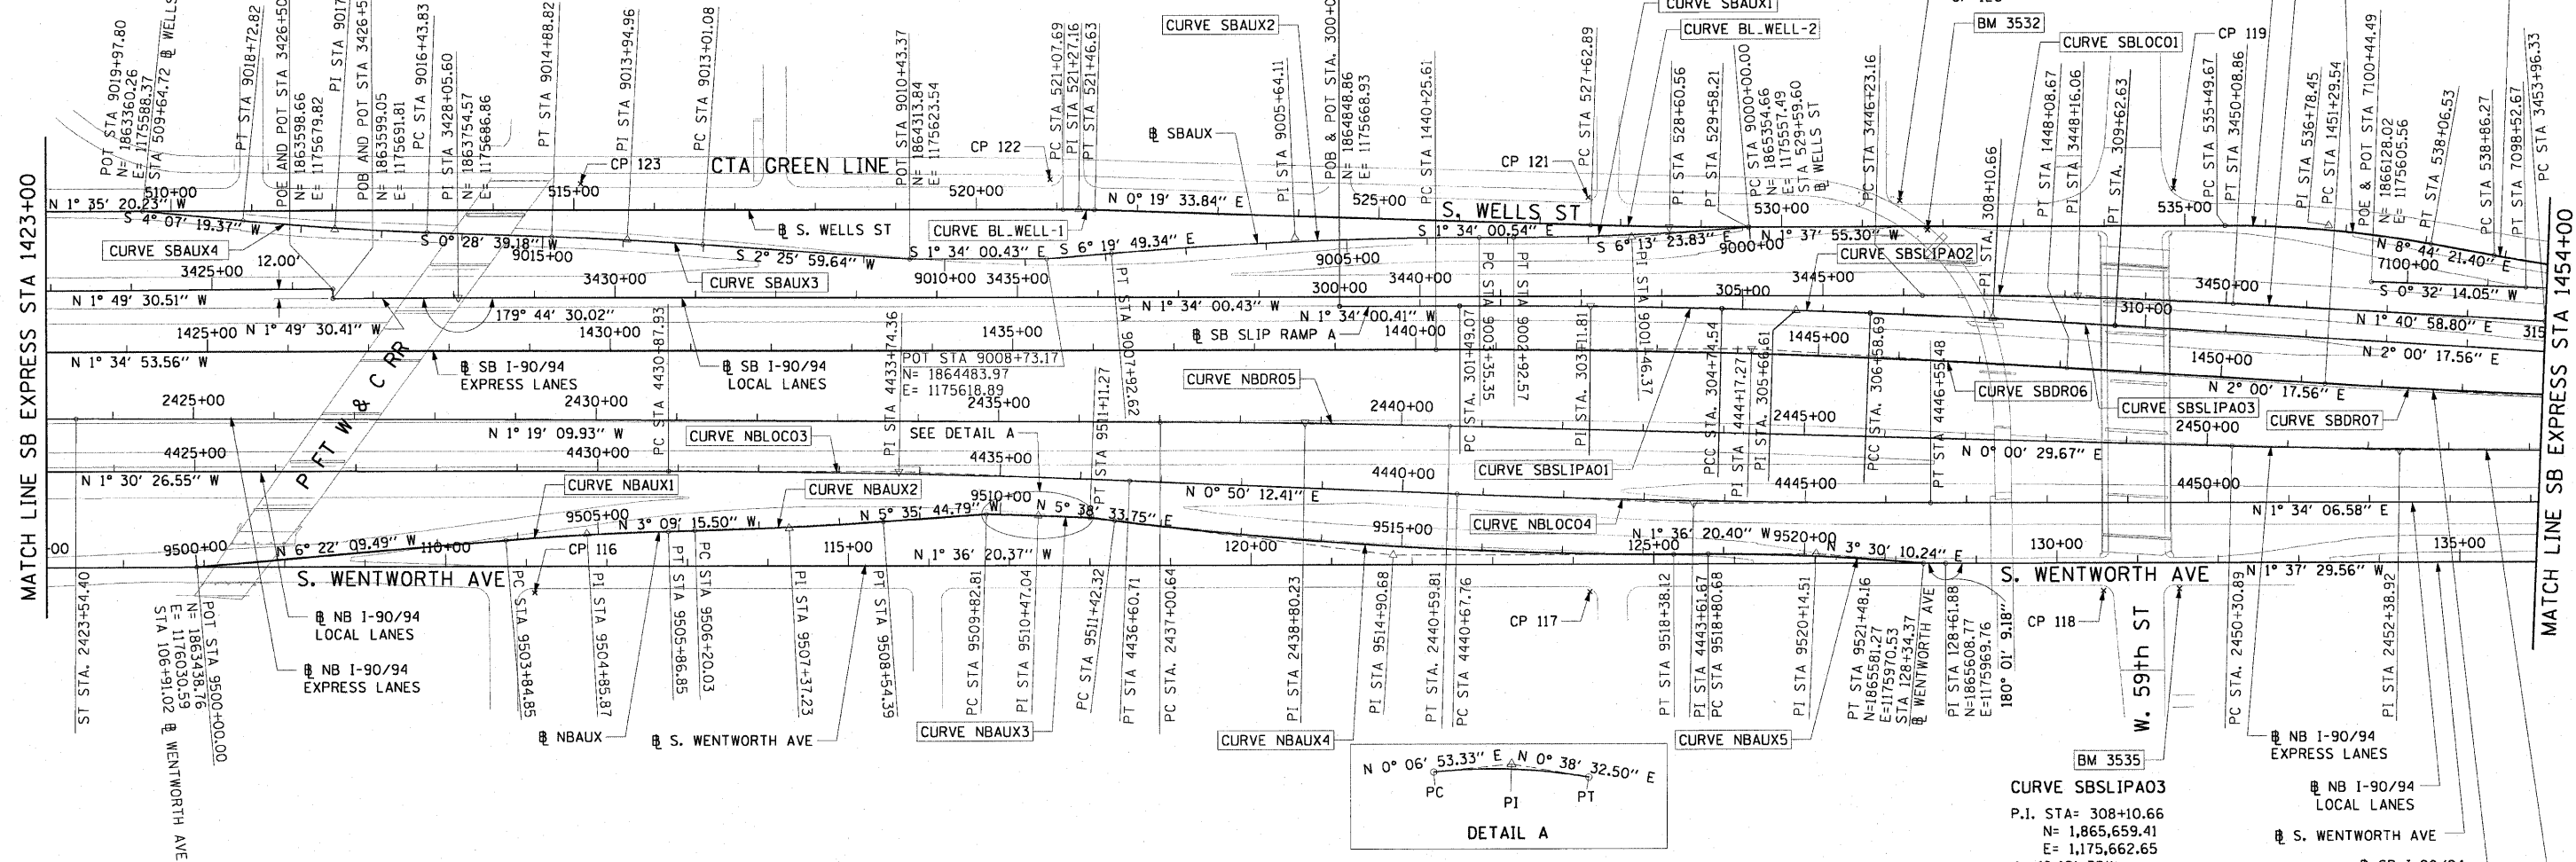 MATCH LINE SB EXPRESS STA 1423+00
POT STA 9019+97.80
N= 1863360.26
E= 1175588.37
STA 509+64.72 ℄ WELLS
PT STA 9018+72.82
POE AND POT STA 3426+50
N= 1863598.66
E= 1175679.82
PI STA 9017
POB AND POT STA 3426+5
N= 1863599.05
E= 1175691.81
PC STA 9016+43.83
PI STA 3428+05.60
N= 1863754.57
E= 1175686.86
PT STA 9014+88.82
PI STA 9013+94.96
PC STA 9013+01.08
POT STA 9010+43.37
N= 1864313.84
E= 1175623.54
PC STA 521+07.69
PI STA 521+27.16
PT STA 521+46.63
CURVE SBAUX2
PI STA 9005+64.11
POB & POT STA. 300+0
N= 1864848.86
E= 1175668.93
PC STA 1440+25.61
PC STA 527+62.89
CURVE SBAUX1
CURVE BL_WELL-2
PI STA 528+60.56
PT STA 529+58.21
PC STA 9000+00.00
N= 1865354.66
E= 1175557.49
STA 529+59.60
℄ WELLS ST
PC STA 3446+23.16
BM 3532
CURVE SBLOC01
CP 119
PI STA. 308+10.66
PT STA 1448+08.67
PI STA 3448+16.06
PT STA. 309+62.63
PC STA 535+49.67
PT STA 3450+08.86
PI STA 536+78.45
PC STA 1451+29.54
POE & POT STA 7100+44.49
N= 1866128.02
E= 1175605.56
PT STA 538+06.53
PC STA 538+86.27
PT STA 7098+52.67
PC STA 3453+96.33
CP 123
CTA GREEN LINE
CP 122
℄ SBAUX
CP 121
510+00
515+00
520+00
525+00
530+00
535+00
N 1° 35' 20.23" W
S 4° 07' 19.37" W
N 0° 19' 33.84" E
S. WELLS ST
CURVE SBAUX4
S 0° 28' 39.18" W
℄ S. WELLS ST
CURVE BL_WELL-1
S 6° 19' 49.34" E
S 1° 34' 00.54" E
S 6° 13' 23.83" E
N 1° 37' 55.30" W
N 8° 44' 21.40" E
9015+00
S 2° 25' 59.64" W
S 1° 34' 00.43" E
9005+00
9000+00
CURVE SBSLIPA02
7100+00
3425+00
12.00'
3430+00
CURVE SBAUX3
9010+00
3435+00
300+00
3440+00
305+00
3445+00
3450+00
S 0° 32' 14.05" W
N 1° 49' 30.51" W
N 1° 34' 00.43" W
N 1° 34' 00.41" W
310+00
N 1° 40' 58.80" E
315
1425+00
N 1° 49' 30.41" W
179° 44' 30.02"
1430+00
1435+00
℄ SB SLIP RAMP A
1440+00
1445+00
1450+00
N 2° 00' 17.56" E
N 1° 34' 53.56" W
℄ SB I-90/94
EXPRESS LANES
℄ SB I-90/94
LOCAL LANES
PC STA 4430+87.93
PI STA 4433+74.36
POT STA 9008+73.17
N= 1864483.97
E= 1175618.89
PT STA 9007+92.62
CURVE NBDR05
PC STA. 301+49.07
PC STA 9003+35.35
PT STA 9002+92.57
PI STA. 303+11.81
PI STA 9001+46.37
PCC STA. 304+74.54
PI STA 1444+17.27
PI STA. 305+66.61
PCC STA. 306+58.69
PT STA 4446+55.48
CURVE SBDR06
CURVE SBSLIPA03
N 2° 00' 17.56" E
CURVE SBDR07
P FT W & C RR
2425+00
2430+00
2435+00
2440+00
2445+00
2450+00
N 1° 19' 09.93" W
CURVE NBLOC03
SEE DETAIL A
PT STA 9511+11.27
CURVE SBSLIPA01
N 0° 00' 29.67" E
4425+00
4430+00
4435+00
4440+00
4445+00
4450+00
N 1° 30' 26.55" W
CURVE NBAUX1
CURVE NBAUX2
N 0° 50' 12.41" E
CURVE NBLOC04
N 1° 34' 06.58" E
9505+00
N 3° 09' 15.50" W
N 5° 35' 44.79" W
9510+00
N 5° 38' 33.75" E
9515+00
N 1° 36' 20.40" W
9520+00
N 3° 30' 10.24" E
00
9500+00
N 6° 22' 09.49" W
110+00
CP 116
115+00
N 1° 36' 20.37" W
120+00
125+00
130+00
135+00
S. WENTWORTH AVE
S. WENTWORTH AVE
N 1° 37' 29.56" W
ST STA. 2423+54.40
POT STA 9500+00.00
N= 1863438.76
E= 1176030.59
STA 106+91.02 ℄ WENTWORTH AVE
℄ NB I-90/94
LOCAL LANES
℄ NB I-90/94
EXPRESS LANES
PC STA 9503+84.85
PI STA 9504+85.87
PT STA 9505+86.85
PC STA 9506+20.03
PI STA 9507+37.23
PT STA 9508+54.39
PC STA 9509+82.81
PI STA 9510+47.04
PC STA 9511+42.32
PT STA 4436+60.71
PC STA. 2437+00.64
PI STA 2438+80.23
PI STA 9514+90.68
PT STA. 2440+59.81
PC STA 4440+67.76
CP 117
PT STA 9518+38.12
PI STA 4443+61.67
PC STA 9518+80.68
PI STA 9520+14.51
PT STA 9521+48.16
N=1865581.27
E=1175970.53
STA 128+34.37
℄ WENTWORTH AVE
PI STA 128+61.88
N=1865608.77
E=1175969.76
180° 01' 9.18"
CP 118
W. 59th ST
PC STA. 2450+30.89
PI STA 2452+38.92
℄ NBAUX
℄ S. WENTWORTH AVE
CURVE NBAUX3
CURVE NBAUX4
CURVE NBAUX5
N 0° 06' 53.33" E
N 0° 38' 32.50" E
PC
PI
PT
DETAIL A
BM 3535
CURVE SBSLIPA03
P.I. STA= 308+10.66
N= 1,865,659.41
E= 1,175,662.65
℄ NB I-90/94
EXPRESS LANES
℄ NB I-90/94
LOCAL LANES
℄ S. WENTWORTH AVE
MATCH LINE SB EXPRESS STA 1454+00